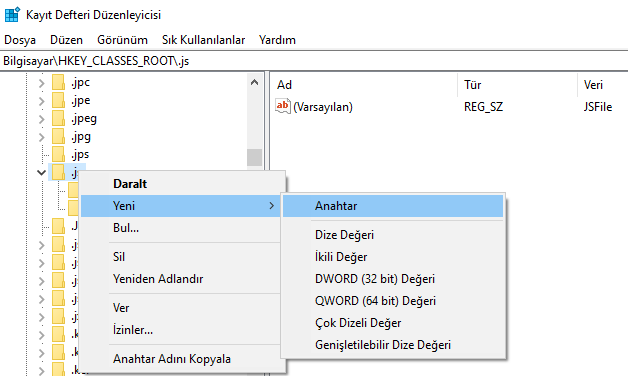 Kayıt Defteri Düzenleyicisi
Dosya Düzen Görünüm Sık Kullanılanlar Yardım
Bilgisayar\HKEY_CLASSES_ROOT\.js
.jpc
.jpe
.jpeg
.jpg
.jps
Ad Tür Veri
ab (Varsayılan) REG_SZ JSFile
Daralt
Yeni
Bul...
Sil
Yeniden Adlandır
Ver
İzinler...
Anahtar Adını Kopyala
Anahtar
Dize Değeri
İkili Değer
DWORD (32 bit) Değeri
QWORD (64 bit) Değeri
Çok Dizeli Değer
Genişletilebilir Dize Değeri